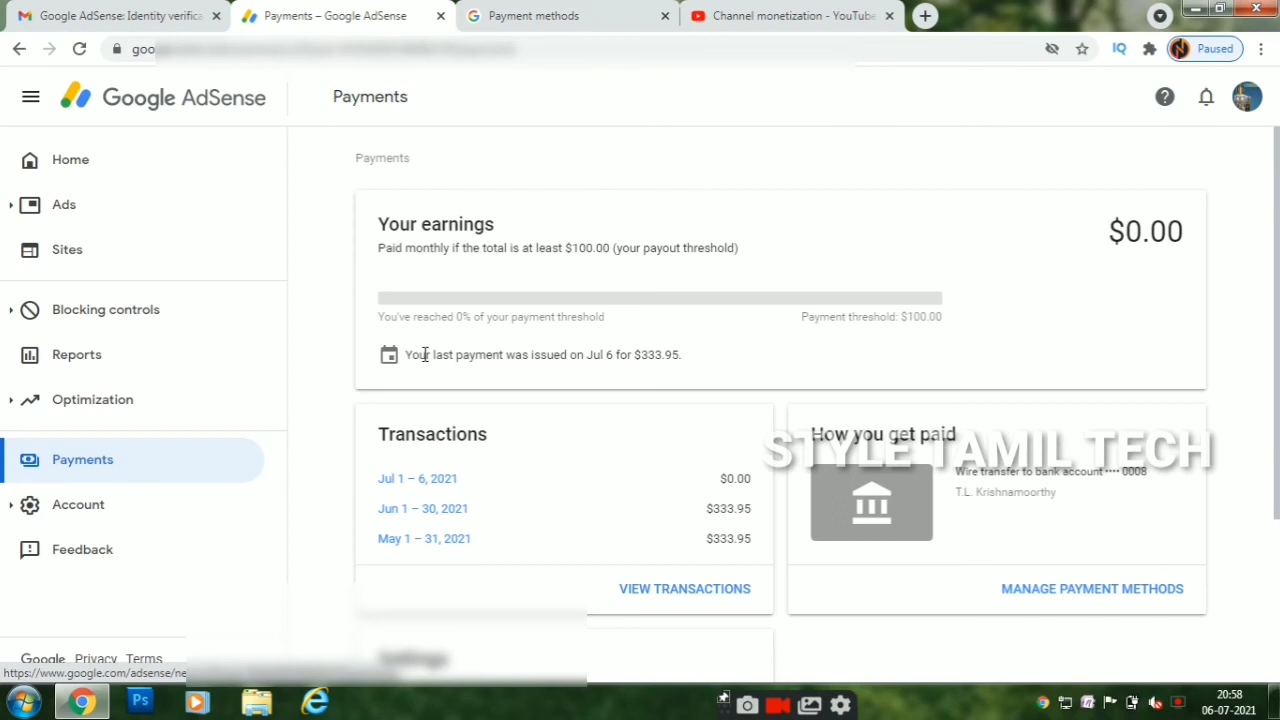 Google AdSense: Identity verifica
Payments – Google AdSense
Payment methods
Channel monetization - YouTube
goo
IQ
Paused
Google AdSense
Payments
Home
Ads
Sites
Blocking controls
Reports
Optimization
Payments
Account
Feedback
Google Privacy Terms
https://www.google.com/adsense/ne
Payments
Your earnings
$0.00
Paid monthly if the total is at least $100.00 (your payout threshold)
You've reached 0% of your payment threshold
Payment threshold: $100.00
Your last payment was issued on Jul 6 for $333.95.
Transactions
Jul 1 – 6, 2021 $0.00
Jun 1 – 30, 2021 $333.95
May 1 – 31, 2021 $333.95
VIEW TRANSACTIONS
How you get paid
STYLE TAMIL TECH
Wire transfer to bank account •••• 0008
T.L. Krishnamoorthy
MANAGE PAYMENT METHODS
Settings
Ps
20:58
06-07-2021